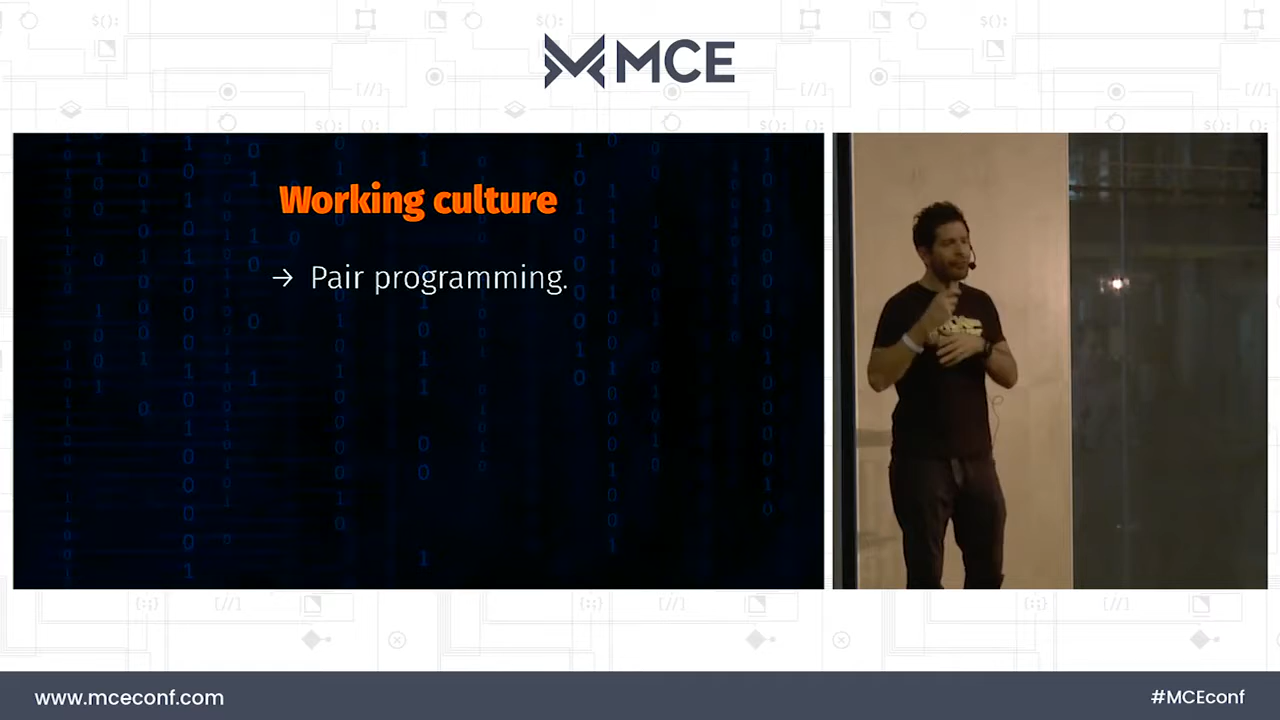 MCE
Working culture
→ Pair programming.
www.mceconf.com
#MCEconf